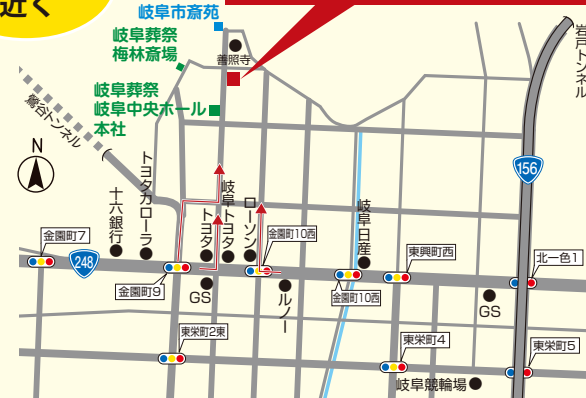 近く
岐阜市斎苑
岐阜葬祭
梅林斎場
善照寺
岐阜葬祭
岐阜中央ホール
本社
鶯谷トンネル
岩戸トンネル
N
156
十六銀行
トヨタカローラ
トヨタ
岐阜トヨタ
ローソン
岐阜日産
金園町7
248
金園町9
GS
金園町10西
ルノー
金園町10西
東興町西
北一色1
GS
東栄町2東
東栄町4
東栄町5
岐阜競輪場